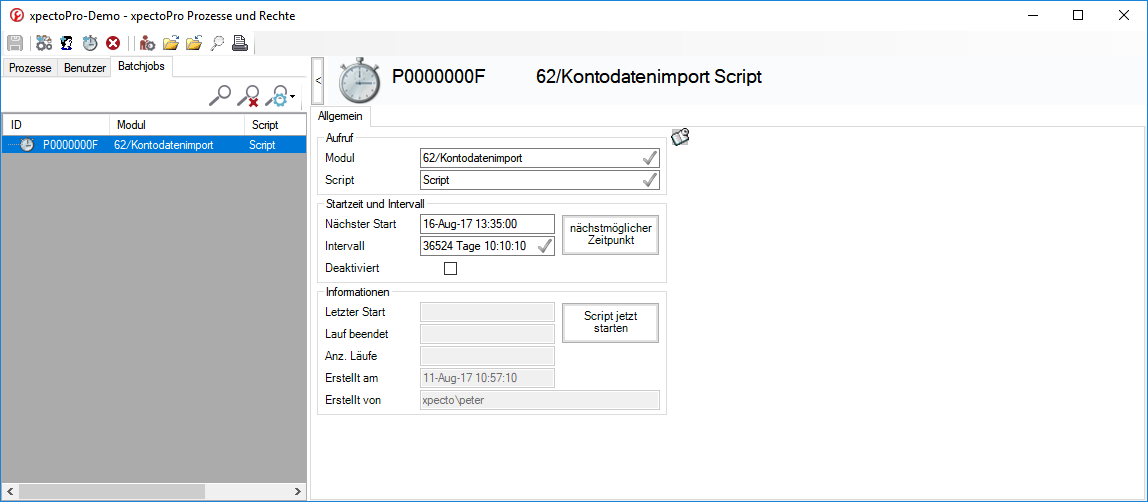 xpectoPro-Demo - xpectoPro Prozesse und Rechte
Prozesse Benutzer Batchjobs
ID Modul Script
P0000000F 62/Kontodatenimport Script
< P0000000F 62/Kontodatenimport Script
Allgemein
Aufruf
Modul 62/Kontodatenimport
Script Script
Startzeit und Intervall
Nächster Start 16-Aug-17 13:35:00
nächstmöglicher
Zeitpunkt
Intervall 36524 Tage 10:10:10
Deaktiviert
Informationen
Letzter Start
Script jetzt
starten
Lauf beendet
Anz. Läufe
Erstellt am 11-Aug-17 10:57:10
Erstellt von xpecto\peter